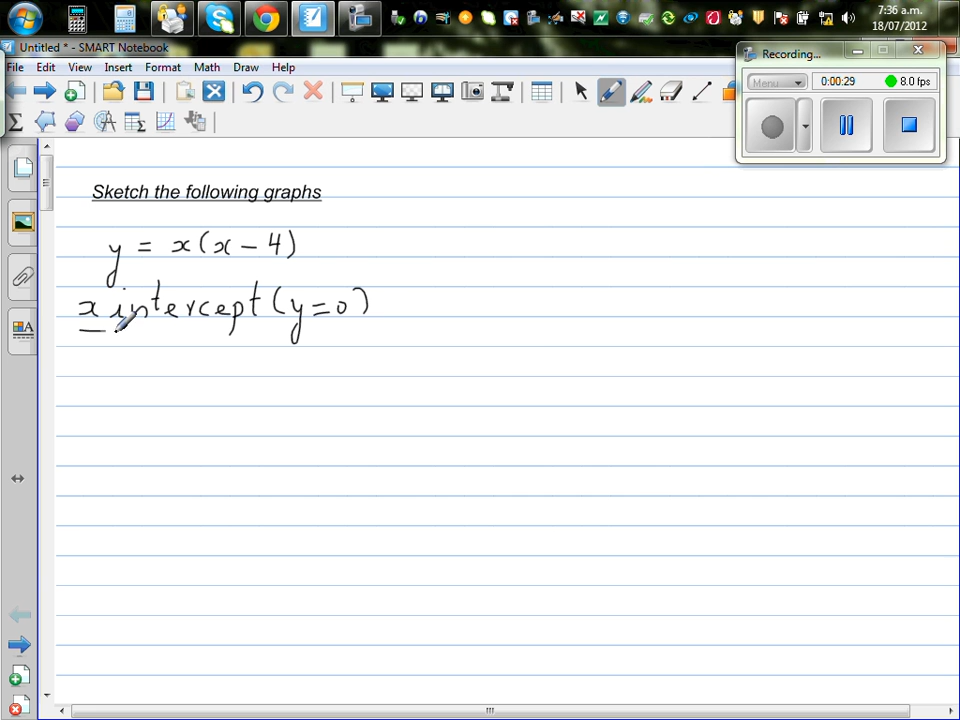 7:36 a.m.
18/07/2012
Untitled * - SMART Notebook
File Edit View Insert Format Math Draw Help
Recording...
Menu 0:00:29 8.0 fps
Sketch the following graphs
y = x(x - 4)
x intercept (y=0)